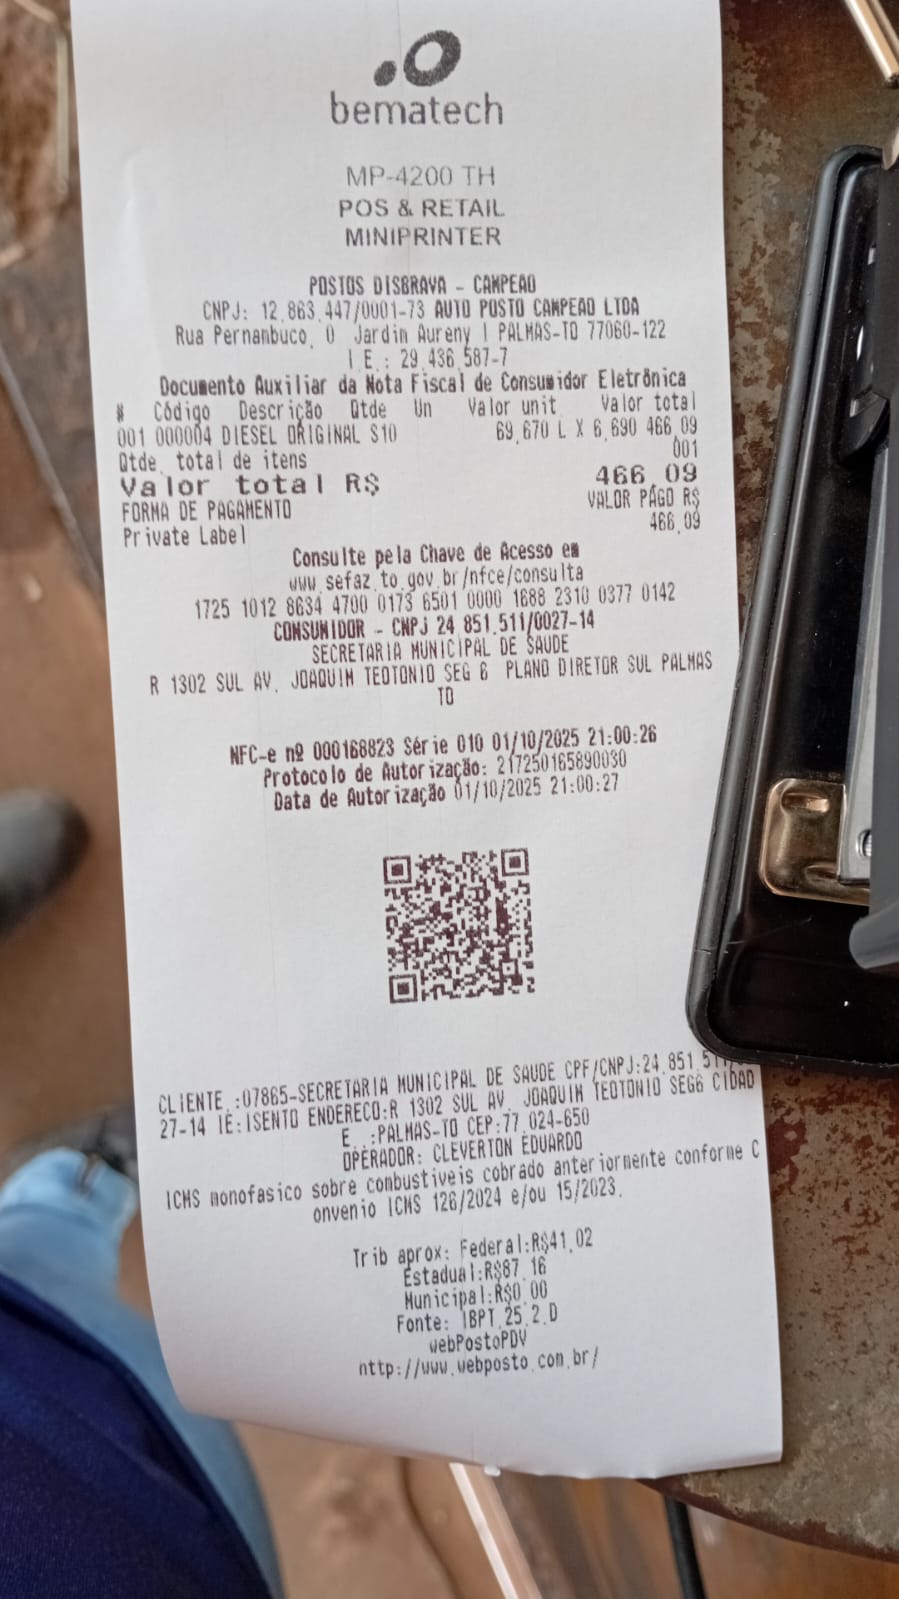 bematech
MP-4200 TH
POS & RETAIL
MINIPRINTER
POSTOS DISBRAVA - CAMPEAO
CNPJ: 12.863.447/0001-73 AUTO POSTO CAMPEAO LTDA
Rua Pernambuco, 0 Jardin Aureny I PALMAS-TO 77060-122
I.E.: 29.436.587-7
Documento Auxiliar da Nota Fiscal de Consumidor Eletrônica
# Código Descrição Qtde Un Valor unit Valor total
001 000004 DIESEL ORIGINAL S10 69,670 L X 6,690 466,09
Qtde. total de itens 001
Valor total R$ 466,09
FORMA DE PAGAMENTO VALOR PAGO R$
Private Label 466,09
Consulte pela Chave de Acesso em
www.sefaz.to.gov.br/nfce/consulta
1725 1012 8634 4700 0173 6501 0000 1688 2310 0377 0142
CONSUMIDOR - CNPJ 24.851.511/0027-14
SECRETARIA MUNICIPAL DE SAUDE
R 1302 SUL AV. JOAQUIM TEOTONIO SEG 6 PLANO DIRETOR SUL PALMAS
TO
NFC-e nº 000168823 Série 010 01/10/2025 21:00:26
Protocolo de Autorização: 217250165890030
Data de Autorização 01/10/2025 21:00:27
CLIENTE.:07865-SECRETARIA MUNICIPAL DE SAUDE CPF/CNPJ:24.851.511/
27-14 IE:ISENTO ENDERECO:R 1302 SUL AV. JOAQUIM TEOTONIO SEG6 CIDAD
E..:PALMAS-TO CEP:77.024-650
OPERADOR: CLEVERTON EDUARDO
ICMS monofasico sobre combustiveis cobrado anteriormente conforme C
onvenio ICMS 126/2024 e/ou 15/2023.
Trib aprox: Federal:R$41,02
Estadual:R$87,16
Municipal:R$0,00
Fonte: IBPT.25.2.D
webPostoPDV
http://www.webposto.com.br/